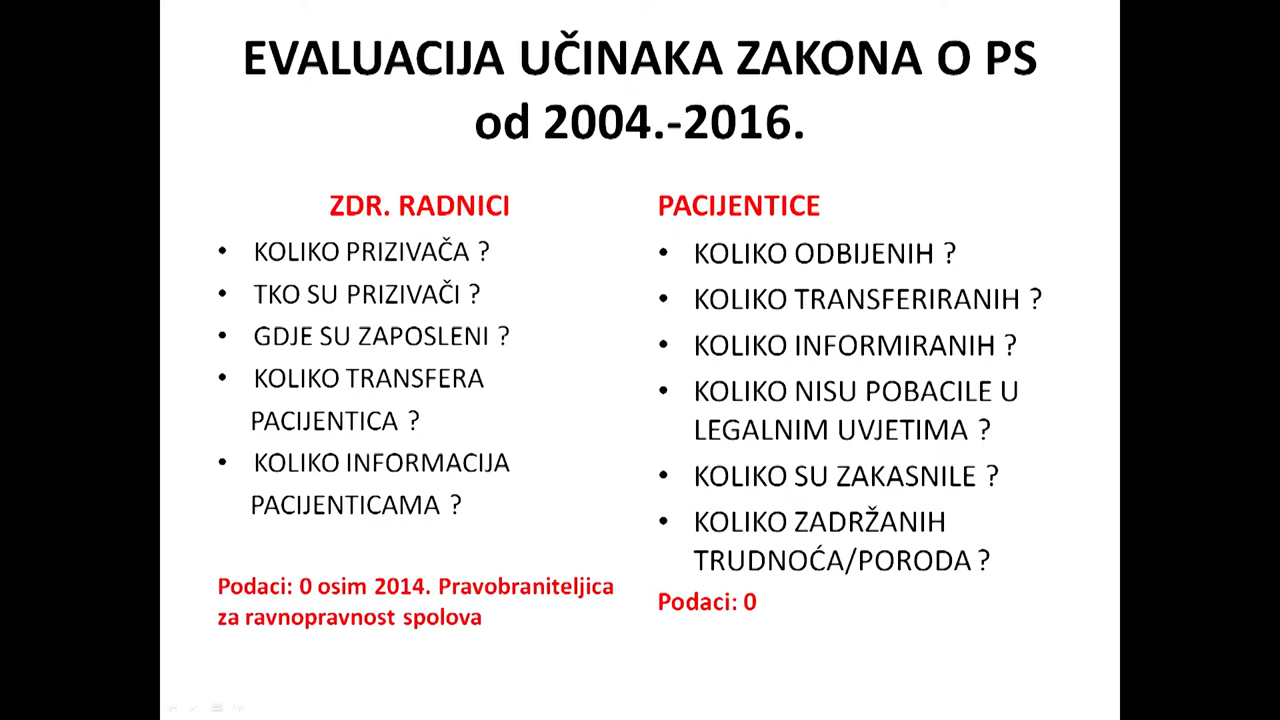 EVALUACIJA UČINAKA ZAKONA O PS
od 2004.-2016.
ZDR. RADNICI
• KOLIKO PRIZIVAČA ?
• TKO SU PRIZIVAČI ?
• GDJE SU ZAPOSLENI ?
• KOLIKO TRANSFERA
PACIJENTICA ?
• KOLIKO INFORMACIJA
PACIJENTICAMA ?
Podaci: 0 osim 2014. Pravobraniteljica
za ravnopravnost spolova
PACIJENTICE
• KOLIKO ODBIJENIH ?
• KOLIKO TRANSFERIRANIH ?
• KOLIKO INFORMIRANIH ?
• KOLIKO NISU POBACILE U
LEGALNIM UVJETIMA ?
• KOLIKO SU ZAKASNILE ?
• KOLIKO ZADRŽANIH
TRUDNOĆA/PORODA ?
Podaci: 0